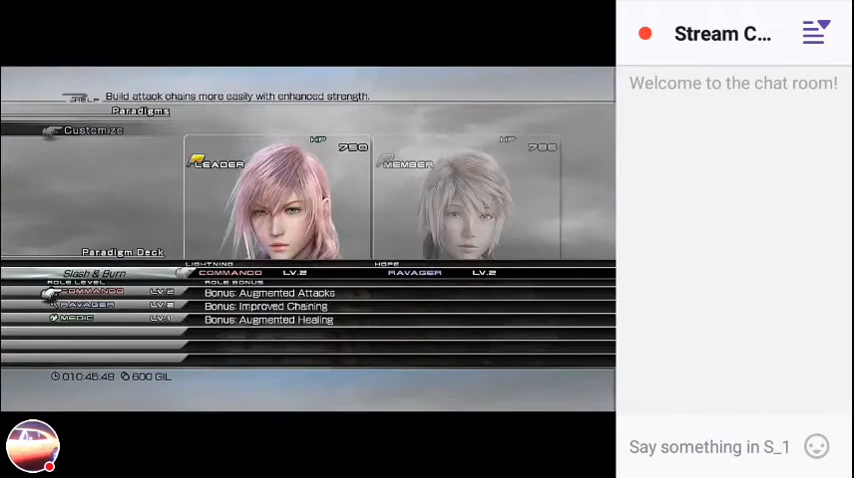 HELP Build attack chains more easily with enhanced strength.
Paradigms
Customize
HP 750
LEADER
HP 786
MEMBER
Paradigm Deck
LIGHTNING
HOPE
Slash & Burn
COMMANDO LV.2
RAVAGER LV.2
ROLE LEVEL
ROLE BONUS
COMMANDO LV.2
Bonus: Augmented Attacks
RAVAGER LV.2
Bonus: Improved Chaining
MEDIC LV.1
Bonus: Augmented Healing
010:45:49 600 GIL
Stream C...
Welcome to the chat room!
Say something in S_1